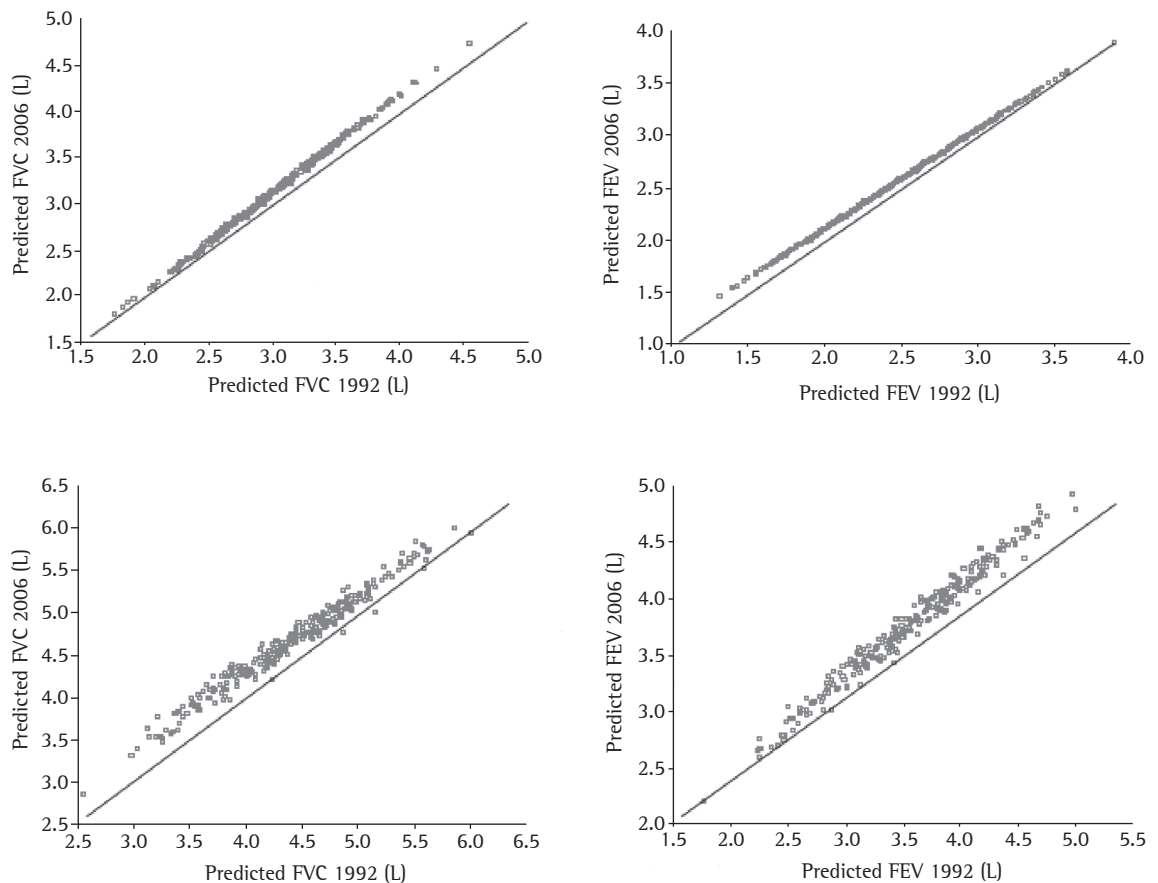 5.0
4.5
4.0
3.5
3.0
2.5
2.0
1.5
Predicted FVC 2006 (L)
1.5 2.0 2.5 3.0 3.5 4.0 4.5 5.0
Predicted FVC 1992 (L)
4.0
3.5
3.0
2.5
2.0
1.5
1.0
Predicted FEV 2006 (L)
1.0 1.5 2.0 2.5 3.0 3.5 4.0
Predicted FEV 1992 (L)
6.5
6.0
5.5
5.0
4.5
4.0
3.5
3.0
2.5
Predicted FVC 2006 (L)
2.5 3.0 3.5 4.0 4.5 5.0 5.5 6.0 6.5
Predicted FVC 1992 (L)
5.0
4.5
4.0
3.5
3.0
2.5
2.0
Predicted FEV 2006 (L)
1.5 2.0 2.5 3.0 3.5 4.0 4.5 5.0 5.5
Predicted FEV 1992 (L)